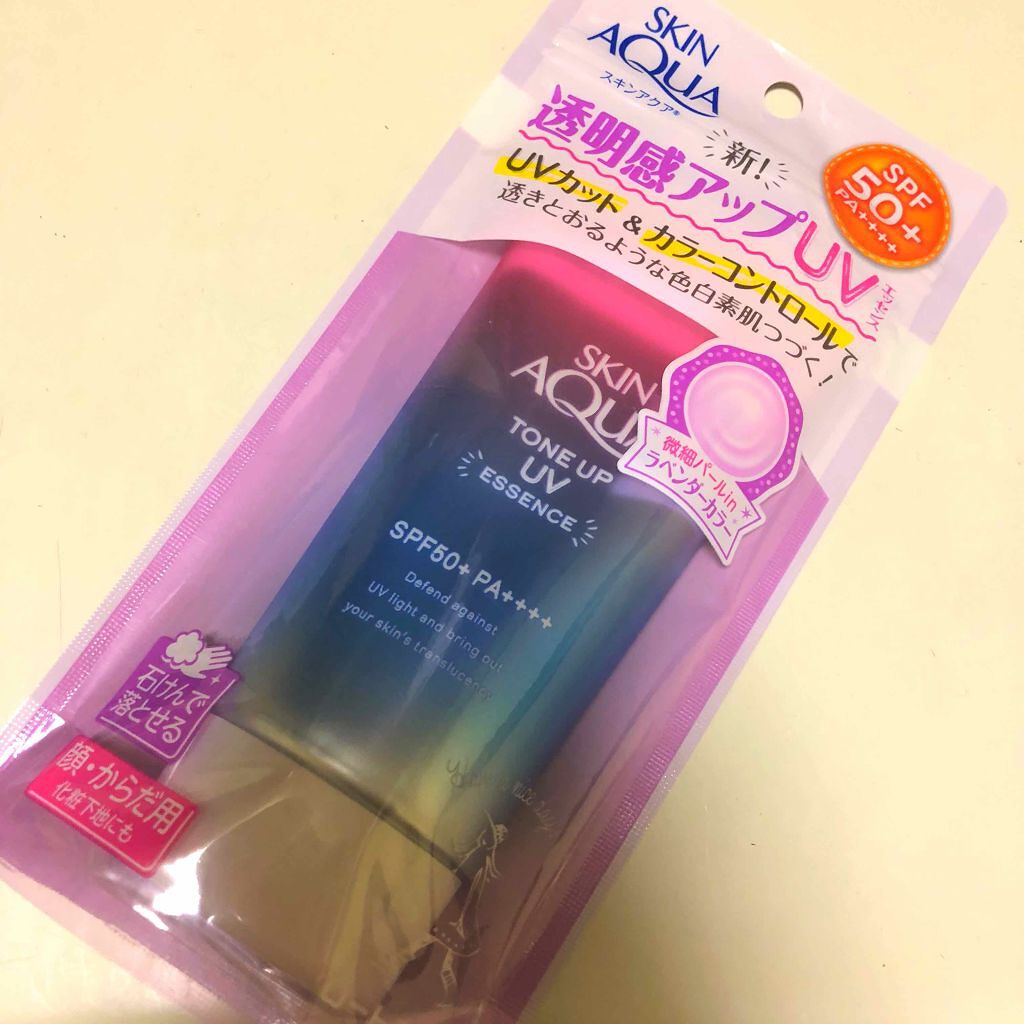 SKIN
AQUA
スキンアクア®
新!
透明感アップUV
エッセンス
UVカット & カラーコントロールで
透きとおるような色白素肌つづく!
SPF
50+
PA++++
微細パールin
ラベンダーカラー
SKIN
AQUA
TONE UP
UV
ESSENCE
SPF50+ PA++++
Defend against
UV light and bring out
your skin's translucency
nice day
石けんで
落とせる
顔・からだ用
化粧下地にも